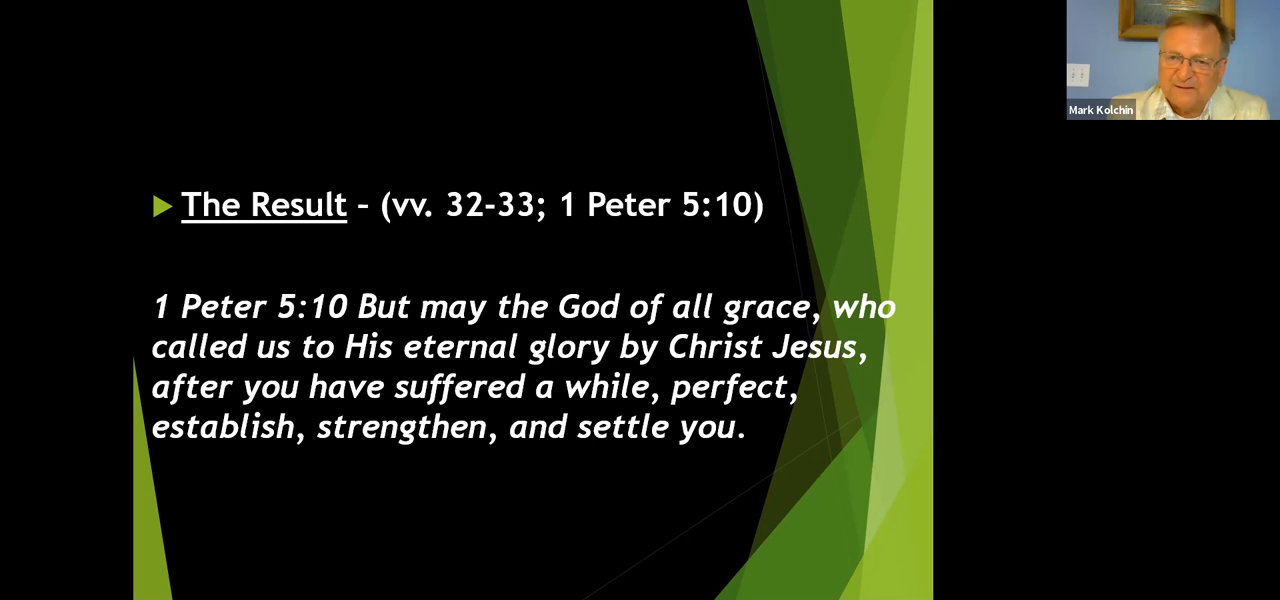 The Result – (vv. 32-33; 1 Peter 5:10)
1 Peter 5:10 But may the God of all grace, who
called us to His eternal glory by Christ Jesus,
after you have suffered a while, perfect,
establish, strengthen, and settle you.
Mark Kolchin